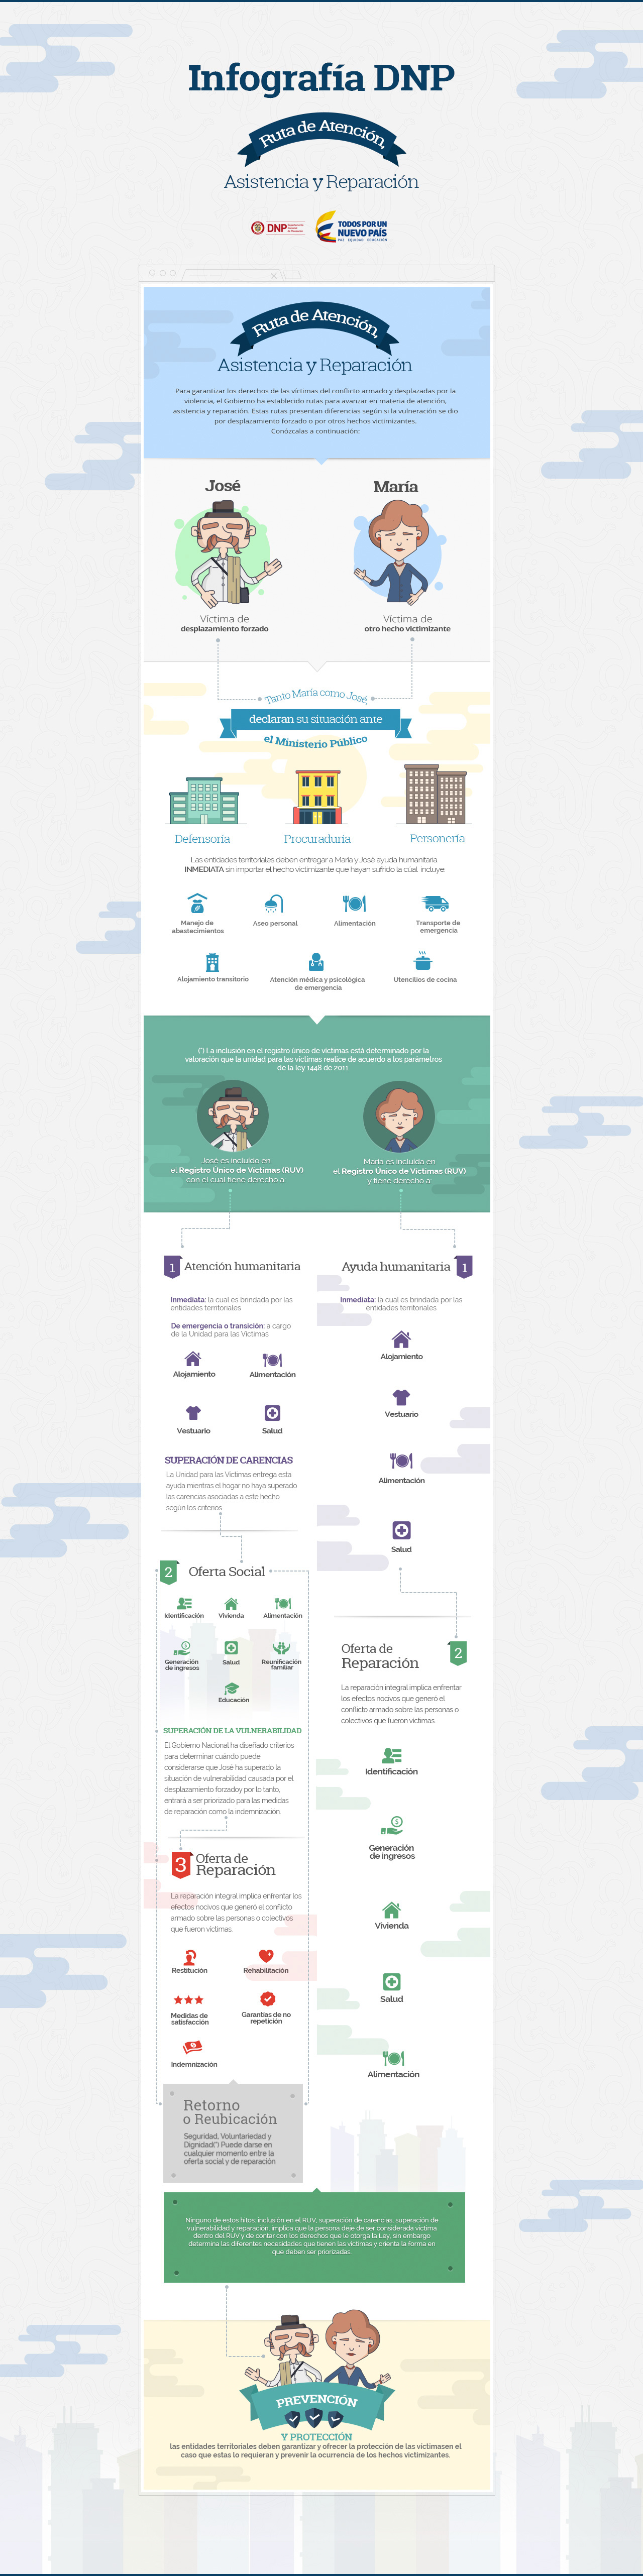 Infografía DNP
Ruta de Atención,
Asistencia y Reparación
DNP
TODOS POR UN
NUEVO PAÍS
PAZ EQUIDAD EDUCACIÓN
Ruta de Atención,
Asistencia y Reparación
Para garantizar los derechos de las víctimas del conflicto armado y desplazadas por la
violencia, el Gobierno ha establecido rutas para avanzar en materia de atención,
asistencia y reparación. Estas rutas presentan diferencias según si la vulneración se dio
por desplazamiento forzado o por otros hechos victimizantes.
Conózcalas a continuación:
José
María
Víctima de
desplazamiento forzado
Víctima de
otro hecho victimizante
Tanto María como José,
declaran su situación ante
el Ministerio Público
Defensoría
Procuraduría
Personería
Las entidades territoriales deben entregar a María y José ayuda humanitaria
INMEDIATA sin importar el hecho victimizante que hayan sufrido la cual incluye:
Manejo de
abastecimientos
Aseo personal
Alimentación
Transporte de
emergencia
Alojamiento transitorio
Atención médica y psicológica
de emergencia
Utencilios de cocina
(*) La inclusión en el registro único de víctimas está determinado por la
valoración que la unidad para las víctimas realice de acuerdo a los parámetros
de la ley 1448 de 2011.
José es incluido en
el Registro Único de Víctimas (RUV)
con el cual tiene derecho a:
María es incluida en
el Registro Único de Víctimas (RUV)
y tiene derecho a:
1 Atención humanitaria
Inmediata: la cual es brindada por las
entidades territoriales
De emergencia o transición: a cargo
de la Unidad para las Víctimas
Alojamiento
Alimentación
Vestuario
Salud
SUPERACIÓN DE CARENCIAS
La Unidad para las Víctimas entrega esta
ayuda mientras el hogar no haya superado
las carencias asociadas a este hecho
según los criterios
2 Oferta Social
Identificación
Vivienda
Alimentación
Generación
de ingresos
Salud
Reunificación
familiar
Educación
SUPERACIÓN DE LA VULNERABILIDAD
El Gobierno Nacional ha diseñado criterios
para determinar cuándo puede
considerarse que José ha superado la
situación de vulnerabilidad causada por el
desplazamiento forzadoy por lo tanto,
entrará a ser priorizado para las medidas
de reparación como la indemnización.
3 Oferta de
Reparación
La reparación integral implica enfrentar los
efectos nocivos que generó el conflicto
armado sobre las personas o colectivos
que fueron víctimas.
Restitución
Rehabilitación
Medidas de
satisfacción
Garantías de no
repetición
Indemnización
Retorno
o Reubicación
Seguridad, Voluntariedad y
Dignidad(*) Puede darse en
cualquier momento entre la
oferta social y de reparación
Ayuda humanitaria 1
Inmediata: la cual es brindada por las
entidades territoriales
Alojamiento
Vestuario
Alimentación
Salud
Oferta de
Reparación
2
La reparación integral implica enfrentar
los efectos nocivos que generó el
conflicto armado sobre las personas o
colectivos que fueron víctimas.
Identificación
Generación
de ingresos
Vivienda
Salud
Alimentación
Ninguno de estos hitos: inclusión en el RUV, superación de carencias, superación de
vulnerabilidad y reparación, implica que la persona deje de ser considerada víctima
dentro del RUV y de contar con los derechos que le otorga la Ley, sin embargo
determina las diferentes necesidades que tienen las víctimas y orienta la forma en
que deben ser priorizadas.
PREVENCIÓN
Y PROTECCIÓN
las entidades territoriales deben garantizar y ofrecer la protección de las víctimasen el
caso que estas lo requieran y prevenir la ocurrencia de los hechos victimizantes.